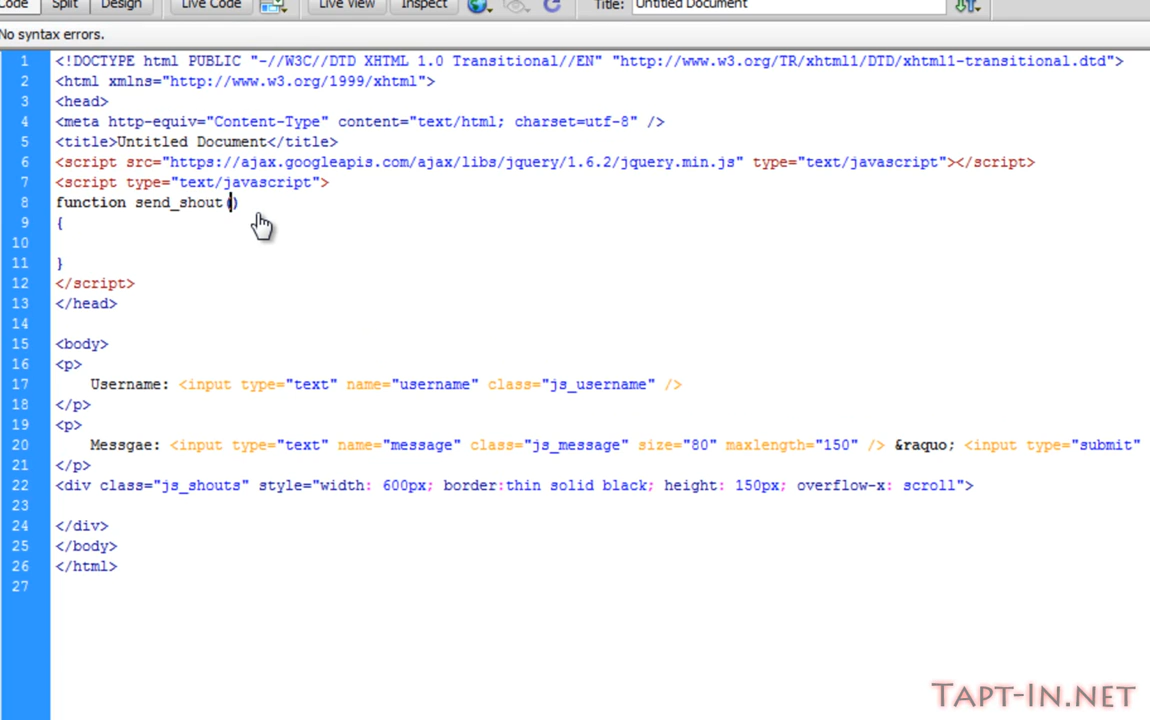 Code Split Design Live Code Live View Inspect Title: Untitled Document
No syntax errors.
1 <!DOCTYPE html PUBLIC "-//W3C//DTD XHTML 1.0 Transitional//EN" "http://www.w3.org/TR/xhtml1/DTD/xhtml1-transitional.dtd">
2 <html xmlns="http://www.w3.org/1999/xhtml">
3 <head>
4 <meta http-equiv="Content-Type" content="text/html; charset=utf-8" />
5 <title>Untitled Document</title>
6 <script src="https://ajax.googleapis.com/ajax/libs/jquery/1.6.2/jquery.min.js" type="text/javascript"></script>
7 <script type="text/javascript">
8 function send_shout()
9 {
10
11 }
12 </script>
13 </head>
14
15 <body>
16 <p>
17 Username: <input type="text" name="username" class="js_username" />
18 </p>
19 <p>
20 Messgae: <input type="text" name="message" class="js_message" size="80" maxlength="150" /> &raquo; <input type="submit"
21 </p>
22 <div class="js_shouts" style="width: 600px; border:thin solid black; height: 150px; overflow-x: scroll">
23
24 </div>
25 </body>
26 </html>
27
TAPT-IN.NET